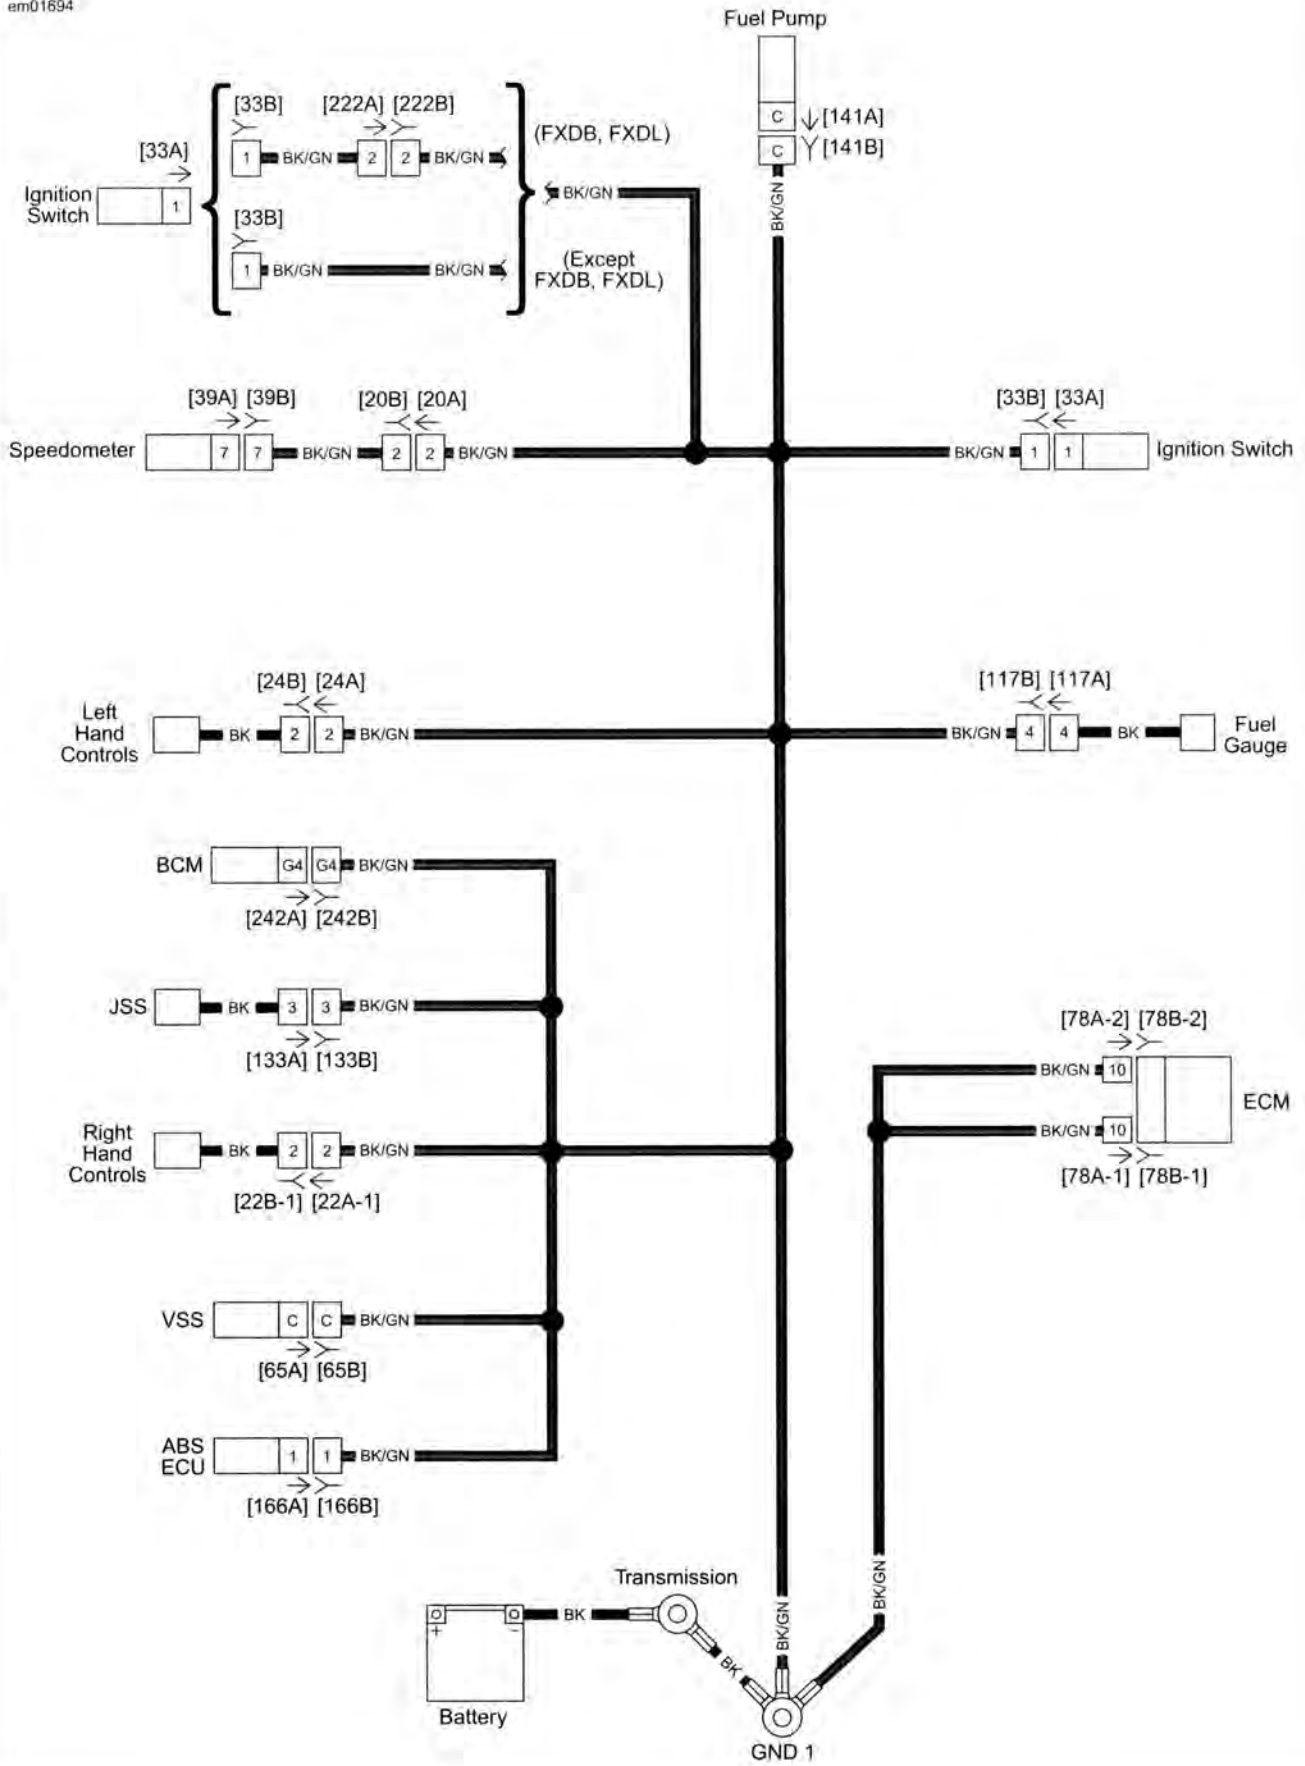 em01694
Fuel Pump
C
[141A]
C
[141B]
BK/GN
[33B]
[222A] [222B]
1
BK/GN
2
2
BK/GN
(FXDB, FXDL)
[33A]
Ignition
Switch
1
BK/GN
[33B]
1
BK/GN
BK/GN
(Except
FXDB, FXDL)
[39A] [39B]
[20B] [20A]
Speedometer
7
7
BK/GN
2
2
BK/GN
[33B] [33A]
BK/GN
1
1
Ignition Switch
[24B] [24A]
Left
Hand
Controls
BK
2
2
BK/GN
[117B] [117A]
BK/GN
4
4
BK
Fuel
Gauge
BCM
G4
G4
BK/GN
[242A] [242B]
JSS
BK
3
3
BK/GN
[133A] [133B]
[78A-2] [78B-2]
BK/GN
10
ECM
BK/GN
10
[78A-1] [78B-1]
Right
Hand
Controls
BK
2
2
BK/GN
[22B-1] [22A-1]
VSS
C
C
BK/GN
[65A] [65B]
ABS
ECU
1
1
BK/GN
[166A] [166B]
Transmission
BK
BK
BK/GN
BK/GN
+
-
Battery
GND 1